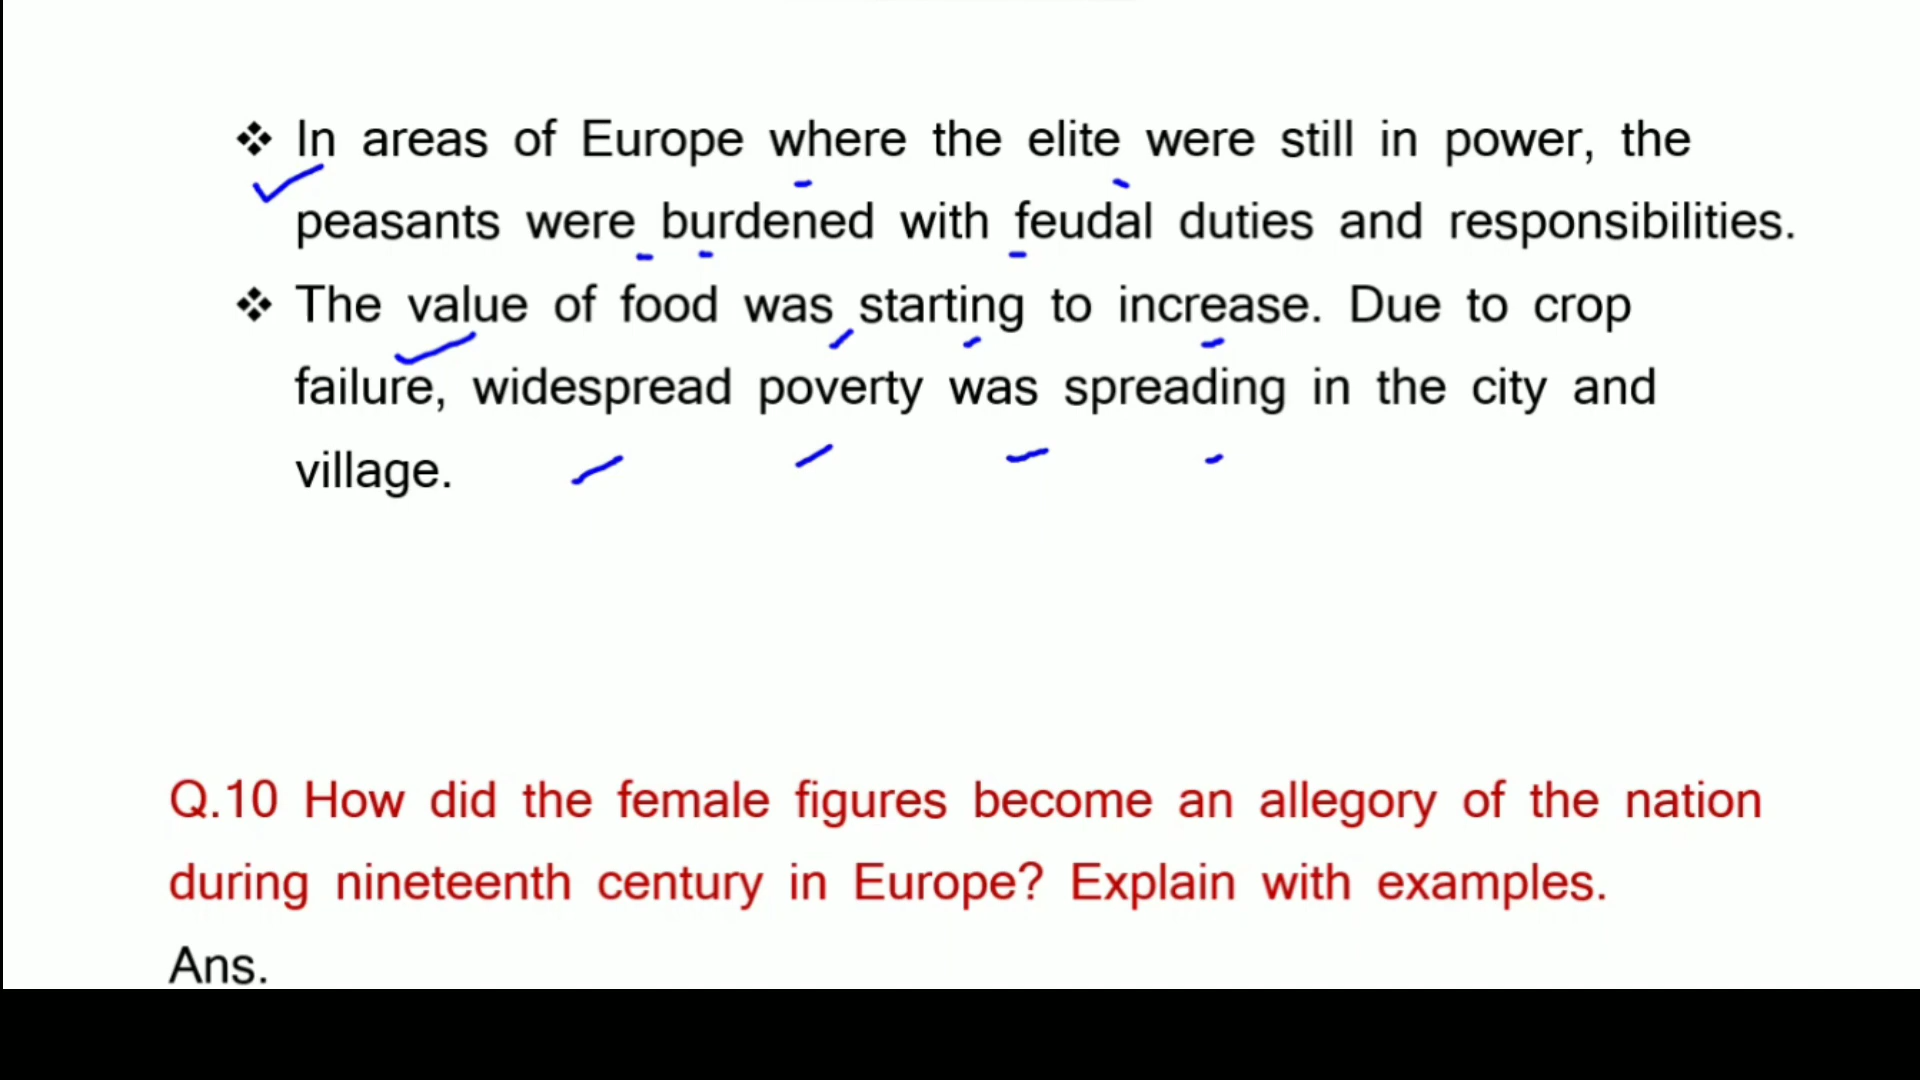 ❖ In areas of Europe where the elite were still in power, the
peasants were burdened with feudal duties and responsibilities.
❖ The value of food was starting to increase. Due to crop
failure, widespread poverty was spreading in the city and
village.
Q.10 How did the female figures become an allegory of the nation
during nineteenth century in Europe? Explain with examples.
Ans.